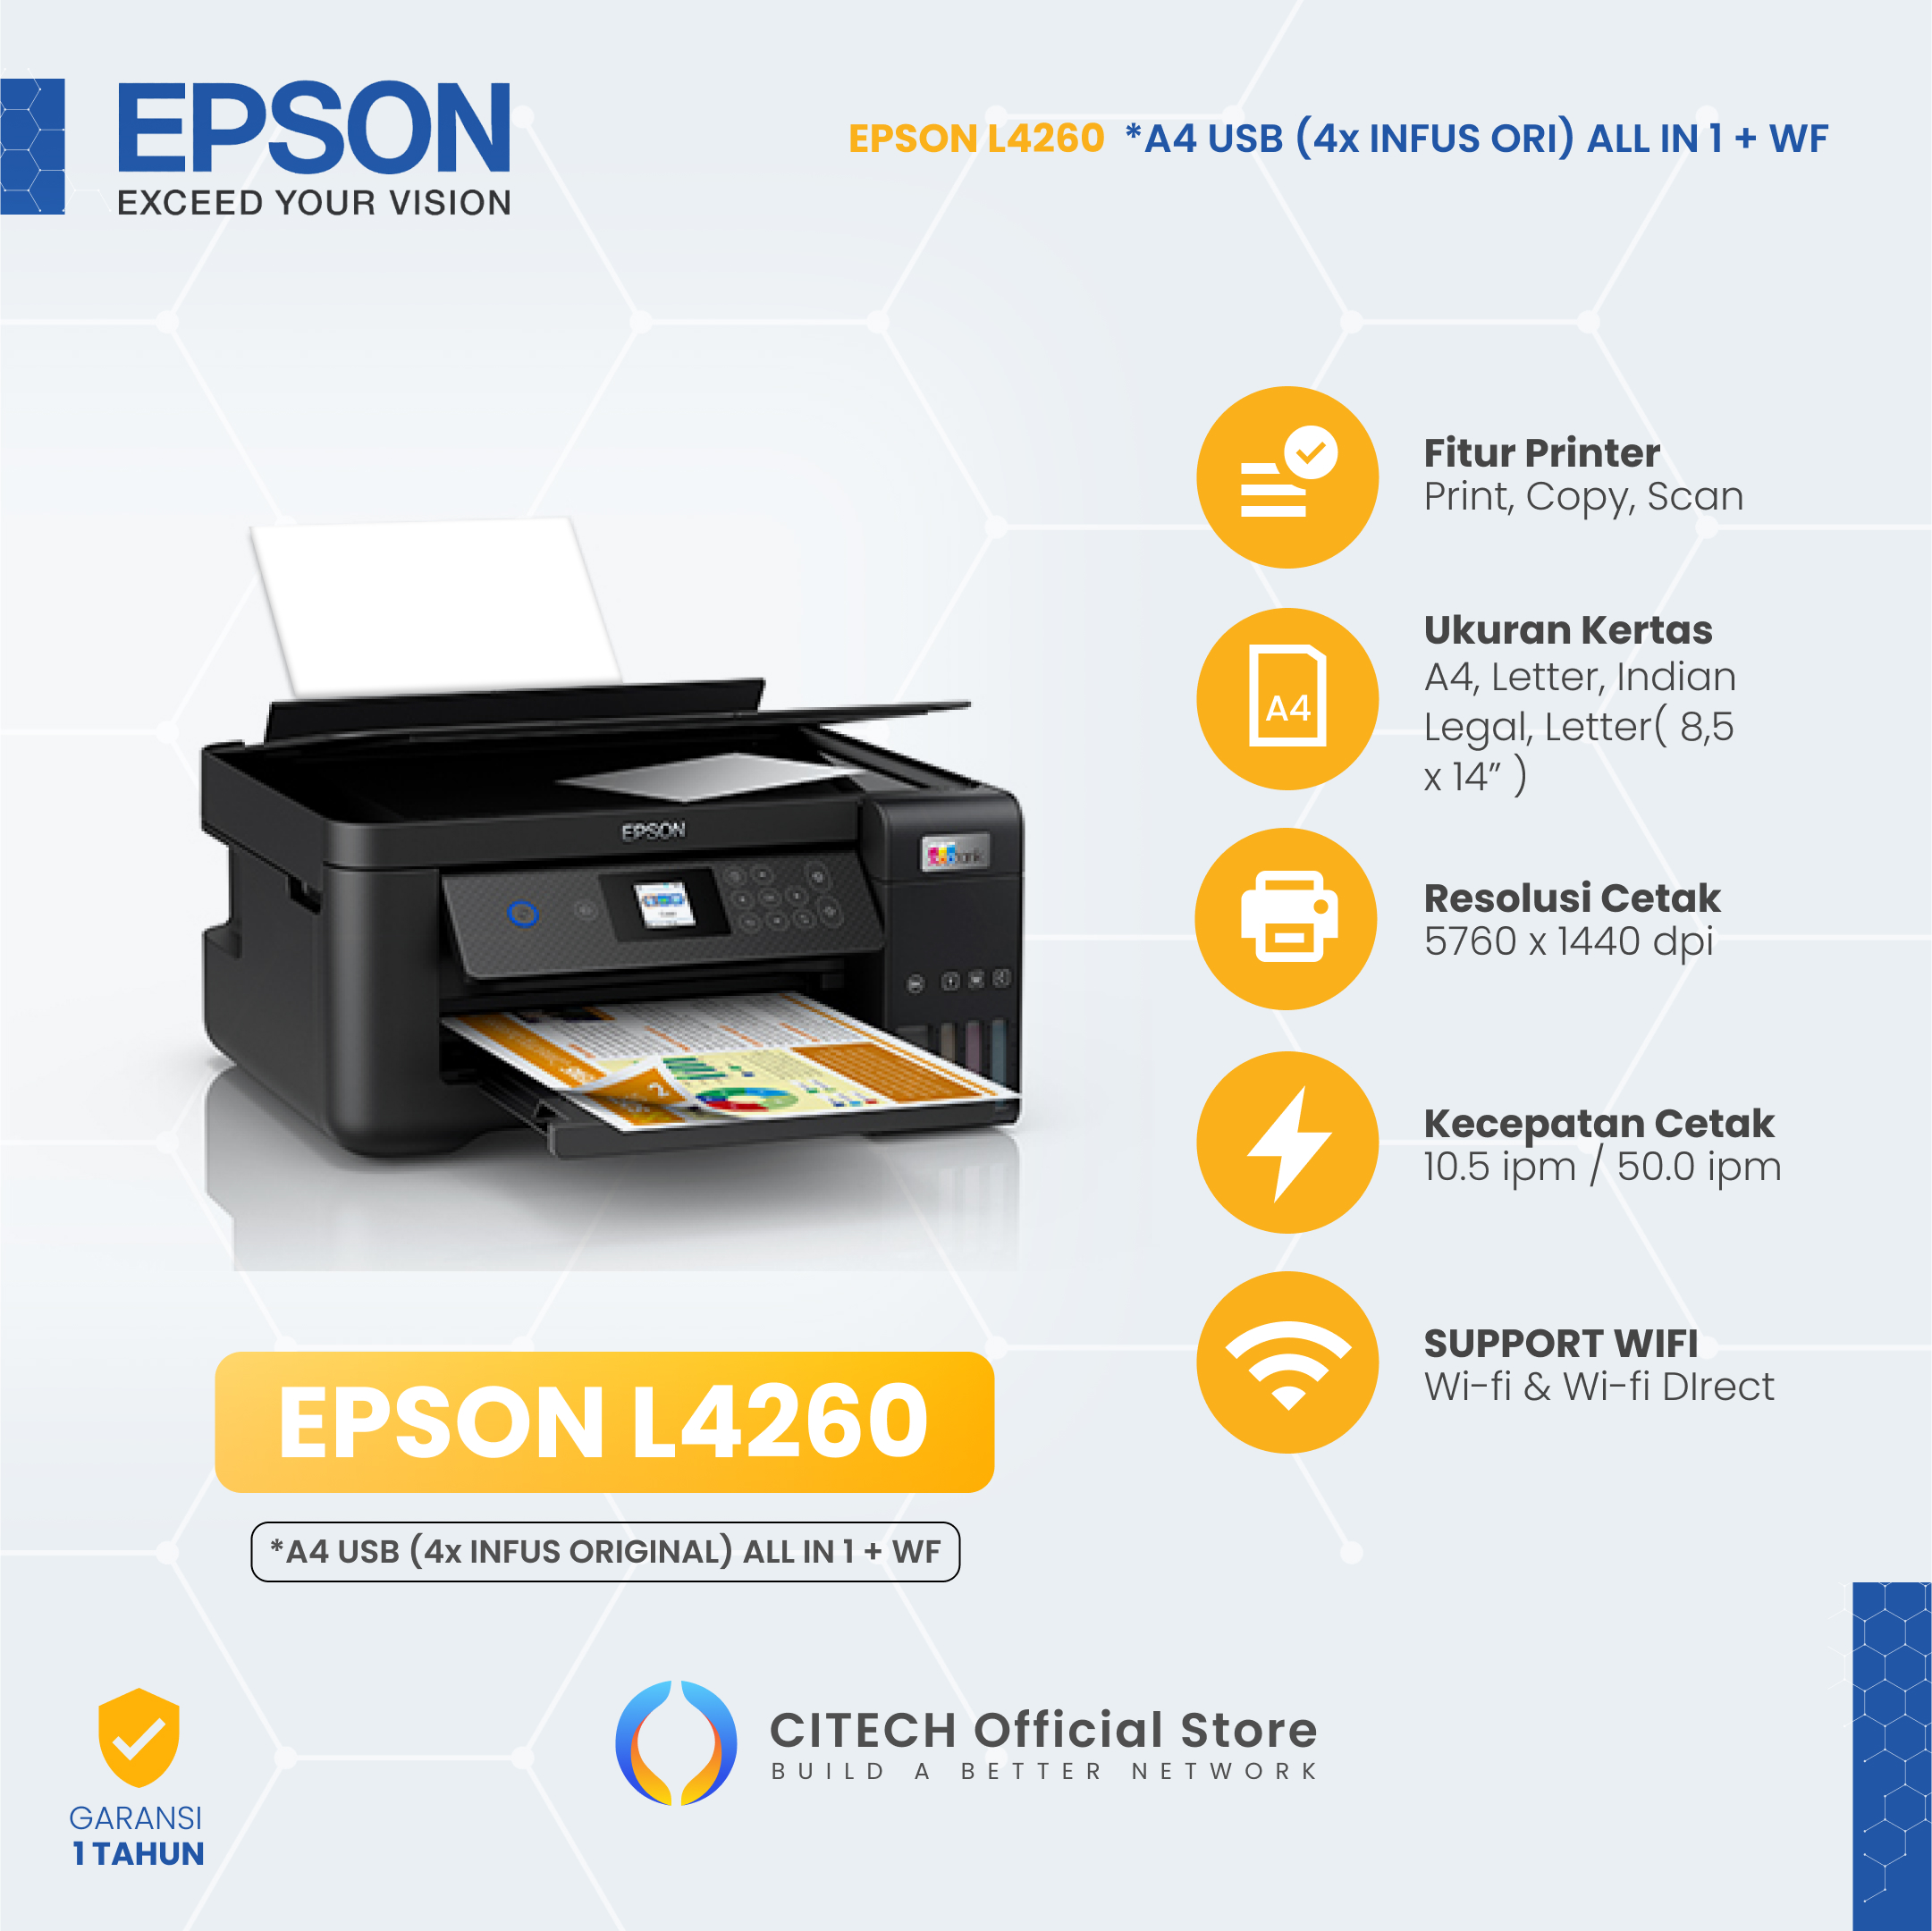 EPSON
EXCEED YOUR VISION
EPSON L4260 *A4 USB (4x INFUS ORI) ALL IN 1 + WF
Fitur Printer
Print, Copy, Scan
A4
Ukuran Kertas
A4, Letter, Indian
Legal, Letter( 8,5
x 14” )
EPSON
Resolusi Cetak
5760 x 1440 dpi
Kecepatan Cetak
10.5 ipm / 50.0 ipm
2
SUPPORT WIFI
Wi-fi & Wi-fi DIrect
EPSON L4260
*A4 USB (4x INFUS ORIGINAL) ALL IN 1 + WF
GARANSI
1 TAHUN
CITECH Official Store
BUILD A BETTER NETWORK